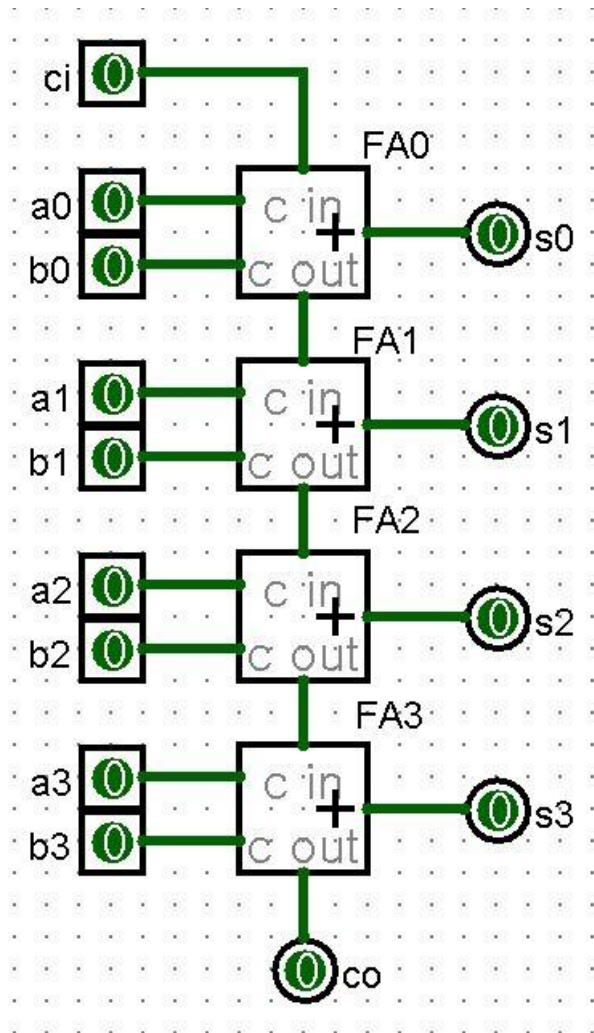 ci 0
FA0
a0 0
c in
+
0 s0
b0 0
c out
FA1
a1 0
c in
+
0 s1
b1 0
c out
FA2
a2 0
c in
+
0 s2
b2 0
c out
FA3
a3 0
c in
+
0 s3
b3 0
c out
0 co